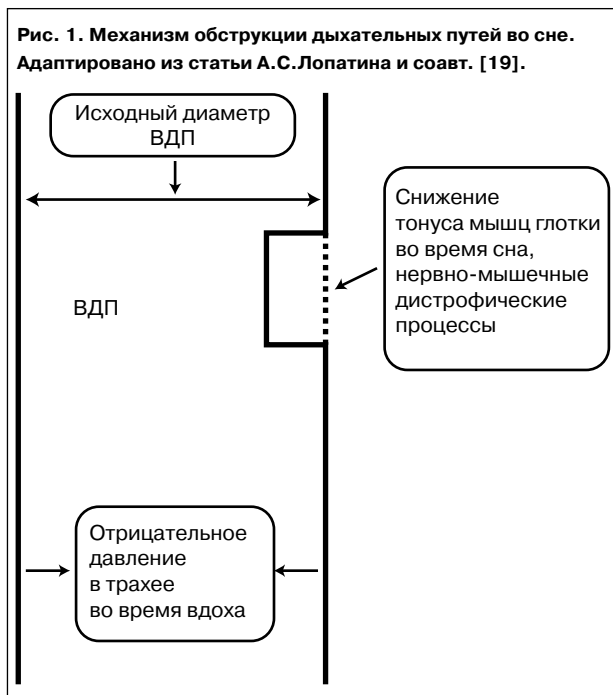 Рис. 1. Механизм обструкции дыхательных путей во сне.
Адаптировано из статьи А.С.Лопатина и соавт. [19].
Исходный диаметр
ВДП
Снижение
тонуса мышц глотки
во время сна,
нервно-мышечные
дистрофические
процессы
ВДП
Отрицательное
давление
в трахее
во время вдоха